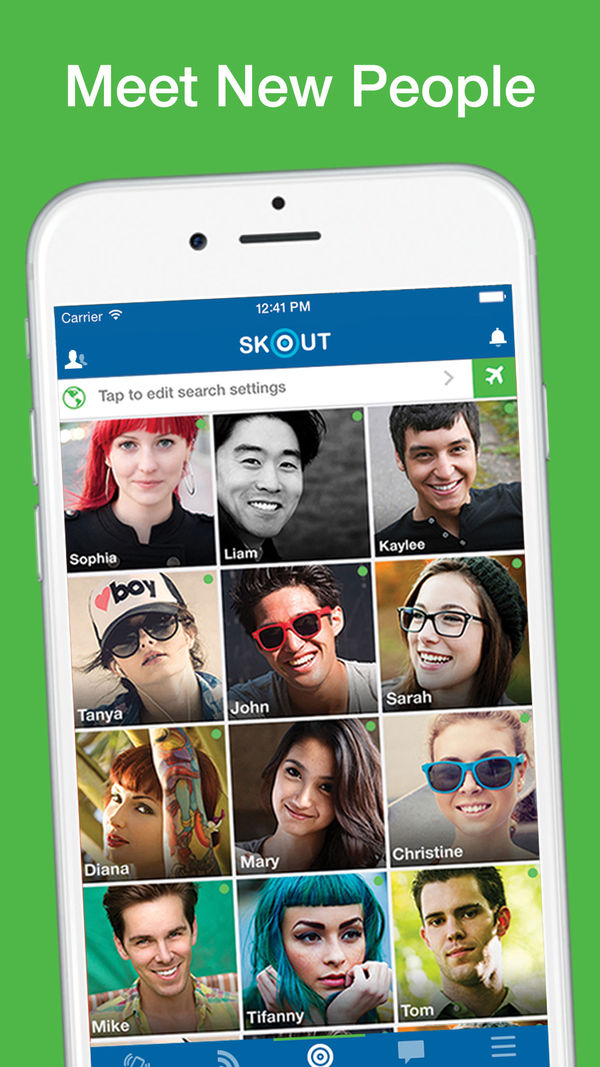 Meet New People
Carrier 12:41 PM
SKOUT
Tap to edit search settings
Sophia Liam Kaylee
boy
Tanya John Sarah
Diana Mary Christine
Mike Tifanny Tom